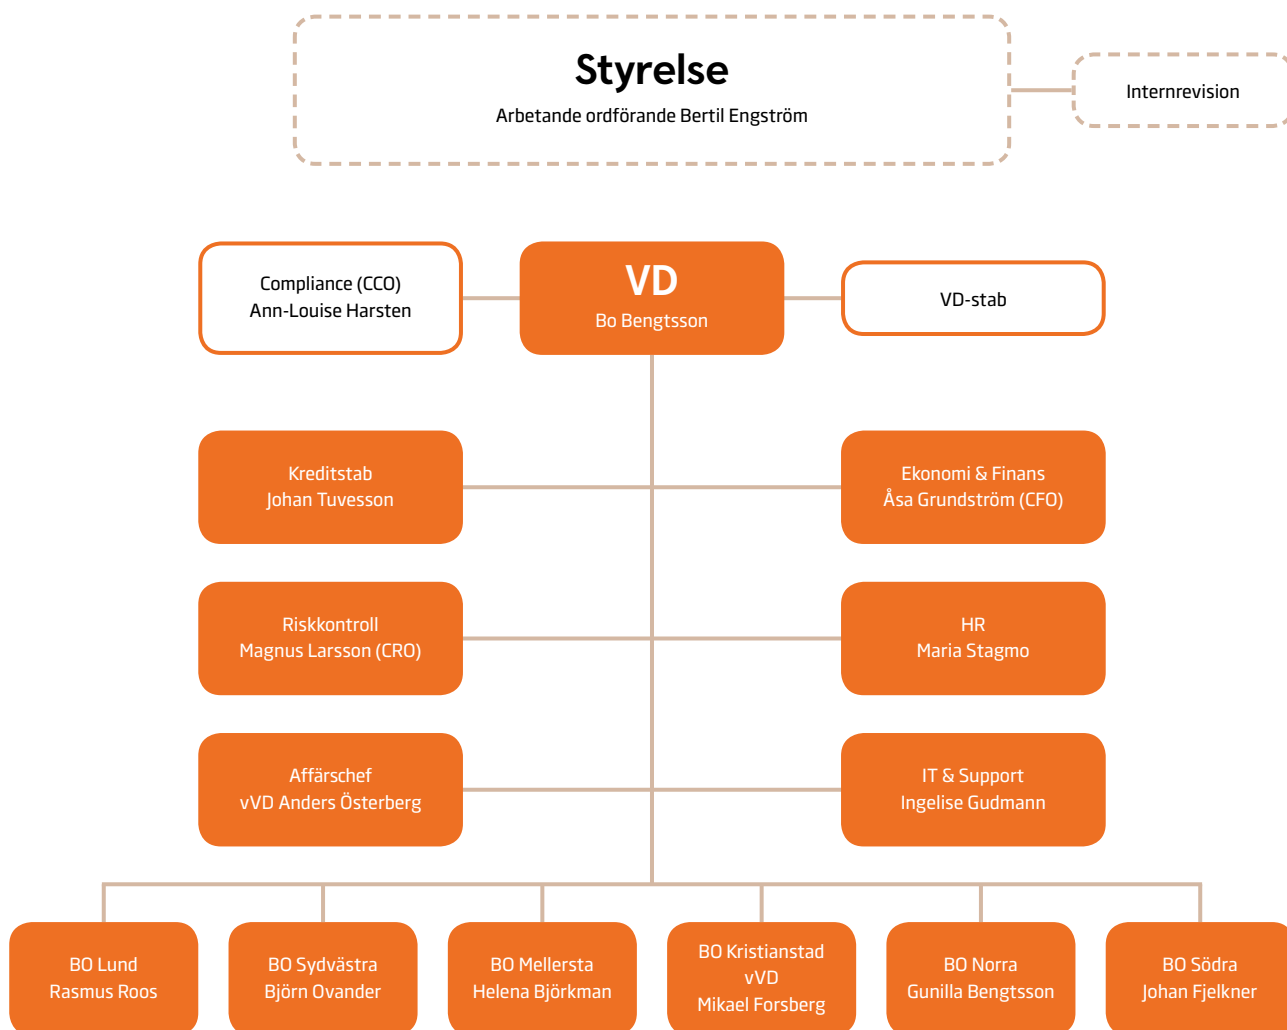 Styrelse
Arbetande ordförande Bertil Engström
Internrevision
Compliance (CCO)
Ann-Louise Harsten
VD
Bo Bengtsson
VD-stab
Kreditstab
Johan Tuvesson
Ekonomi & Finans
Åsa Grundström (CFO)
Riskkontroll
Magnus Larsson (CRO)
HR
Maria Stagmo
Affärschef
vVD Anders Österberg
IT & Support
Ingelise Gudmann
BO Lund
Rasmus Roos
BO Sydvästra
Björn Ovander
BO Mellersta
Helena Björkman
BO Kristianstad
vVD
Mikael Forsberg
BO Norra
Gunilla Bengtsson
BO Södra
Johan Fjelkner